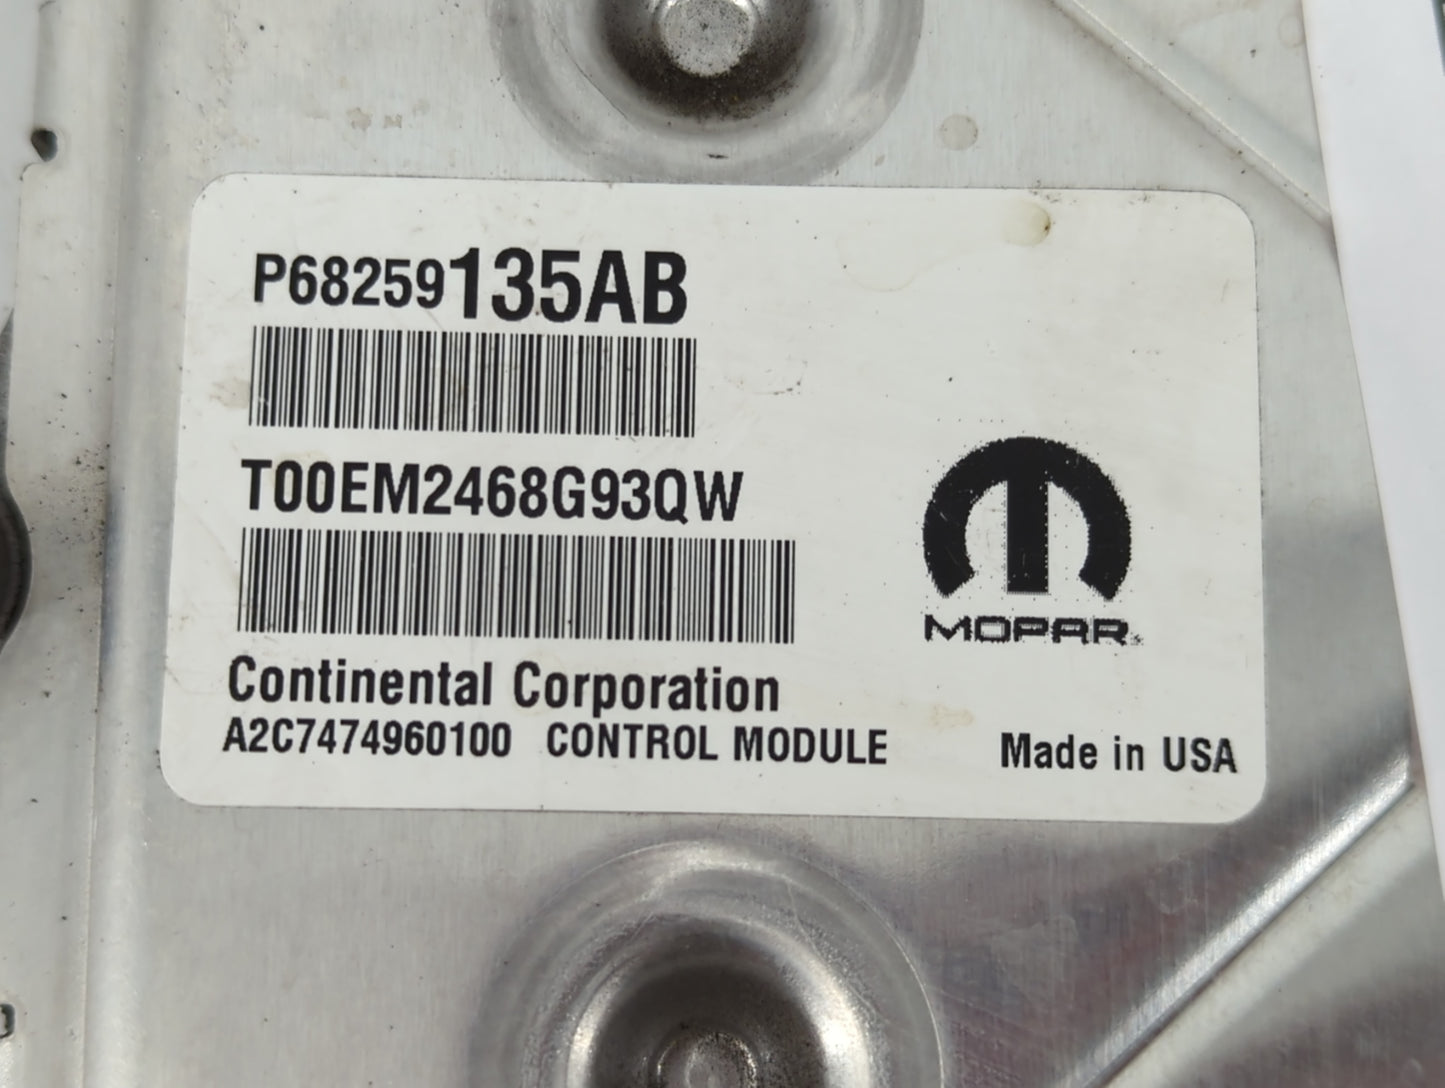 P68259135AB
T00EM2468G93QW
MOPAR
Continental Corporation
A2C7474960100 CONTROL MODULE
Made in USA